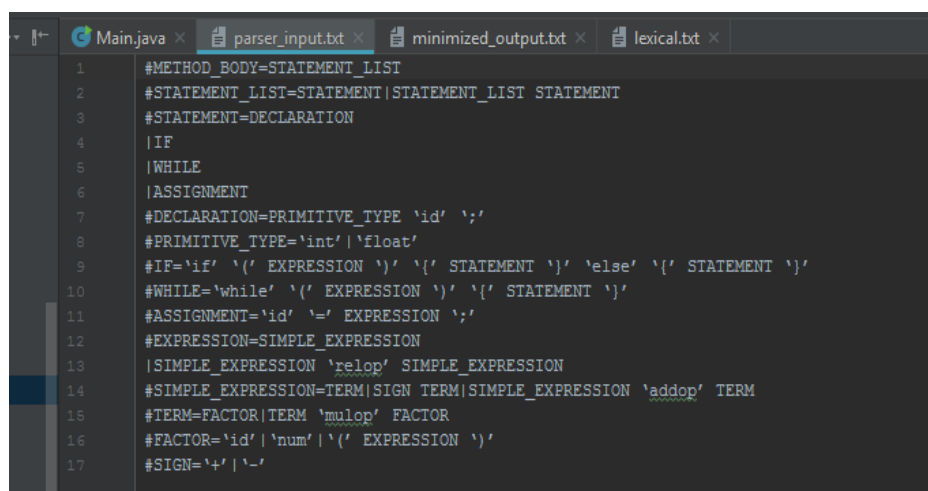 Main.java × parser_input.txt × minimized_output.txt × lexical.txt ×
1 #METHOD_BODY=STATEMENT_LIST
2 #STATEMENT_LIST=STATEMENT|STATEMENT_LIST STATEMENT
3 #STATEMENT=DECLARATION
4 |IF
5 |WHILE
6 |ASSIGNMENT
7 #DECLARATION=PRIMITIVE_TYPE ‛id’ ‛;’
8 #PRIMITIVE_TYPE=‛int’|‛float’
9 #IF=‛if’ ‛(’ EXPRESSION ‛)’ ‛{’ STATEMENT ‛}’ ‛else’ ‛{’ STATEMENT ‛}’
10 #WHILE=‛while’ ‛(’ EXPRESSION ‛)’ ‛{’ STATEMENT ‛}’
11 #ASSIGNMENT=‛id’ ‛=’ EXPRESSION ‛;’
12 #EXPRESSION=SIMPLE_EXPRESSION
13 |SIMPLE_EXPRESSION ‛relop’ SIMPLE_EXPRESSION
14 #SIMPLE_EXPRESSION=TERM|SIGN TERM|SIMPLE_EXPRESSION ‛addop’ TERM
15 #TERM=FACTOR|TERM ‛mulop’ FACTOR
16 #FACTOR=‛id’|‛num’|‛(’ EXPRESSION ‛)’
17 #SIGN=‛+’|‛-’